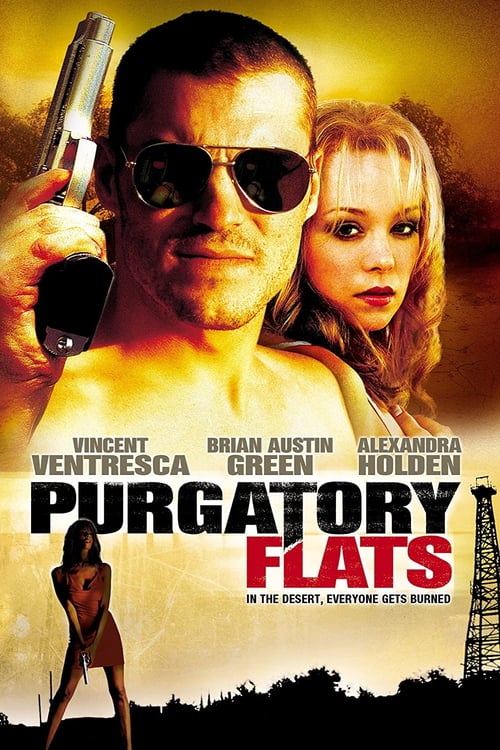 VINCENT BRIAN AUSTIN ALEXANDRA
VENTRESCA GREEN HOLDEN
PURGATORY
FLATS
IN THE DESERT, EVERYONE GETS BURNED